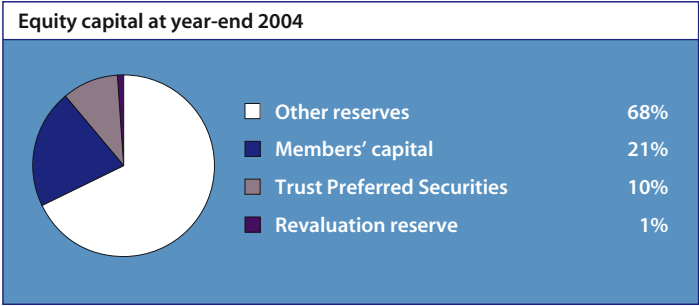 Equity capital at year-end 2004
Other reserves 68%
Members’ capital 21%
Trust Preferred Securities 10%
Revaluation reserve 1%